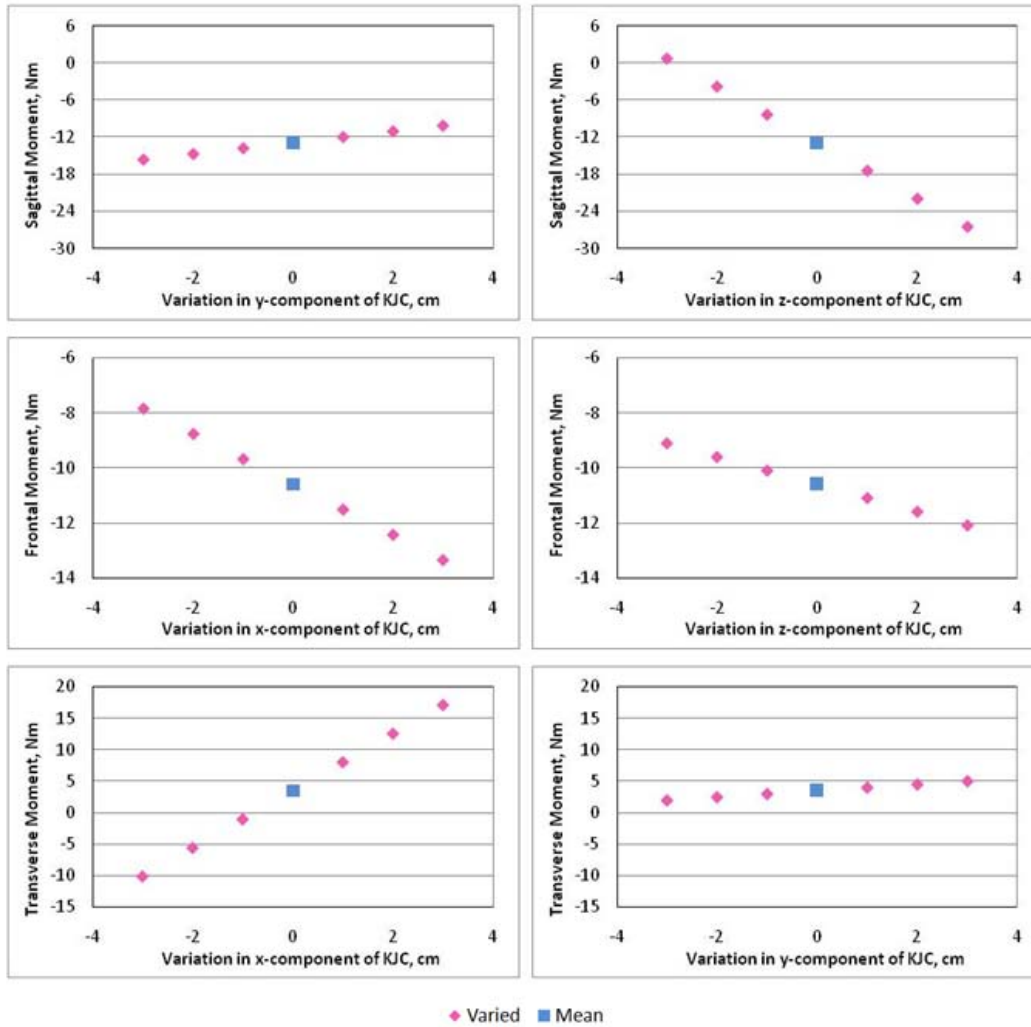 6
0
-6
-12
-18
-24
-30
Sagittal Moment, Nm
-4 -2 0 2 4
Variation in y-component of KJC, cm
6
0
-6
-12
-18
-24
-30
Sagittal Moment, Nm
-4 -2 0 2 4
Variation in z-component of KJC, cm
-6
-8
-10
-12
-14
Frontal Moment, Nm
-4 -2 0 2 4
Variation in x-component of KJC, cm
-6
-8
-10
-12
-14
Frontal Moment, Nm
-4 -2 0 2 4
Variation in z-component of KJC, cm
20
15
10
5
0
-5
-10
-15
Transverse Moment, Nm
-4 -2 0 2 4
Variation in x-component of KJC, cm
20
15
10
5
0
-5
-10
-15
Transverse Moment, Nm
-4 -2 0 2 4
Variation in y-component of KJC, cm
Varied Mean